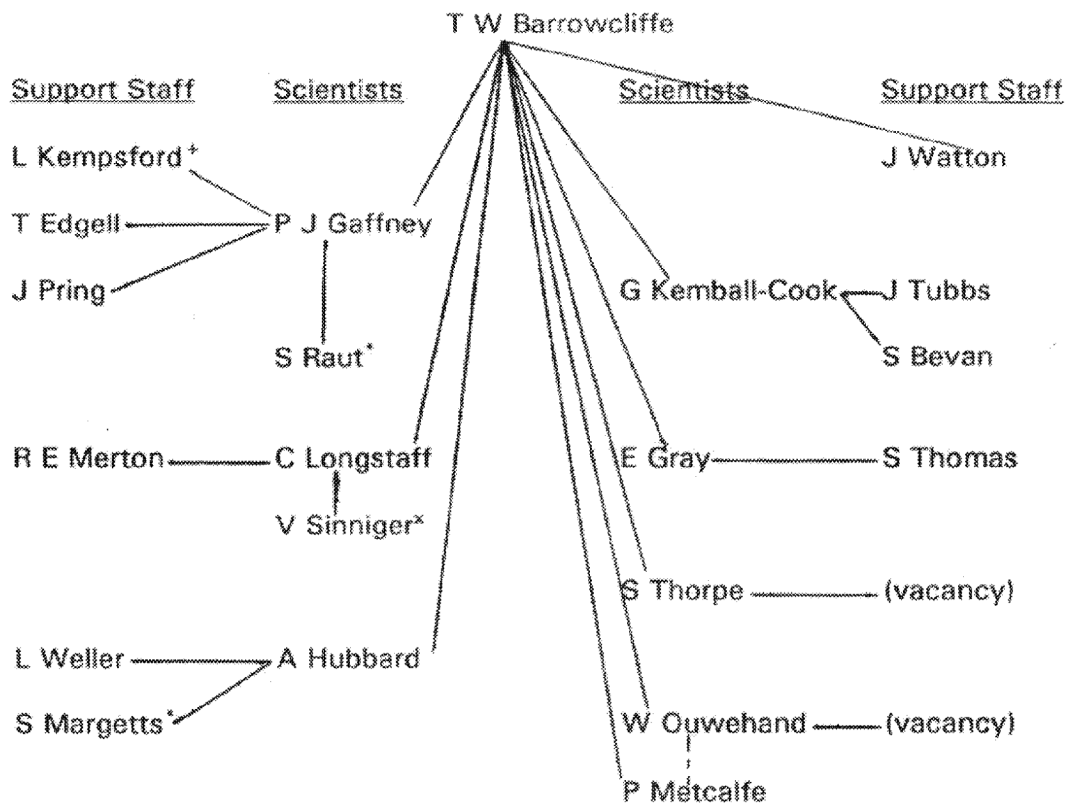 T W Barrowcliffe
Support Staff Scientists Scientists Support Staff
L Kempsford⁺ J Watton
T Edgell P J Gaffney
J Pring G Kemball-Cook J Tubbs
S Raut* S Bevan
R E Merton C Longstaff E Gray S Thomas
V Sinniger˟
S Thorpe (vacancy)
L Weller A Hubbard
S Margetts* W Ouwehand (vacancy)
P Metcalfe